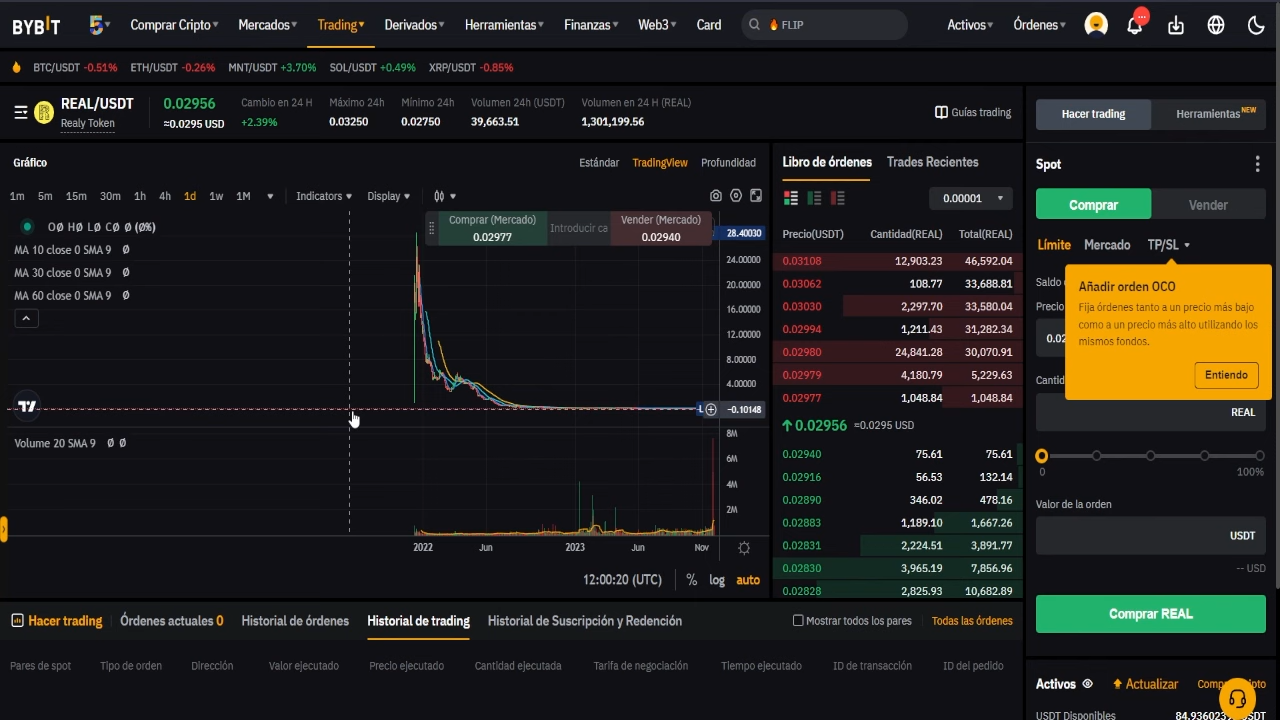 BYBIT
Comprar Cripto
Mercados
Trading
Derivados
Herramientas
Finanzas
Web3
Card
FLIP
Activos
Órdenes
BTC/USDT -0.51%
ETH/USDT -0.26%
MNT/USDT +3.70%
SOL/USDT +0.49%
XRP/USDT -0.85%
REAL/USDT
Realy Token
0.02956
≈0.0295 USD
Cambio en 24 H
+2.39%
Máximo 24h
0.03250
Mínimo 24h
0.02750
Volumen 24h (USDT)
39,663.51
Volumen en 24 H (REAL)
1,301,199.56
Guías trading
Hacer trading
Herramientas NEW
Gráfico
Estándar
TradingView
Profundidad
1m 5m 15m 30m 1h 4h 1d 1w 1M
Indicators
Display
O∅ H∅ L∅ C∅ ∅ (∅%)
MA 10 close 0 SMA 9 ∅
MA 30 close 0 SMA 9 ∅
MA 60 close 0 SMA 9 ∅
Comprar (Mercado)
0.02977
Introducir ca
Vender (Mercado)
0.02940
28.40030
24.00000
20.00000
16.00000
12.00000
8.00000
4.00000
−0.10148
Volume 20 SMA 9 ∅ ∅
8M
6M
4M
2M
2022 Jun 2023 Jun Nov
12:00:20 (UTC)
% log auto
Libro de órdenes
Trades Recientes
0.00001
Precio(USDT) Cantidad(REAL) Total(REAL)
0.03108 12,903.23 46,592.04
0.03062 108.77 33,688.81
0.03030 2,297.70 33,580.04
0.02994 1,211.43 31,282.34
0.02980 24,841.28 30,070.91
0.02979 4,180.79 5,229.63
0.02977 1,048.84 1,048.84
0.02956 ≈0.0295 USD
0.02940 75.61 75.61
0.02916 56.53 132.14
0.02890 346.02 478.16
0.02883 1,189.10 1,667.26
0.02831 2,224.51 3,891.77
0.02830 3,965.19 7,856.96
0.02828 2,825.93 10,682.89
Spot
Comprar
Vender
Límite
Mercado
TP/SL
Saldo
Precio
0.02
Añadir orden OCO
Fija órdenes tanto a un precio más bajo
como a un precio más alto utilizando los
mismos fondos.
Entiendo
Cantid
REAL
0
100%
Valor de la orden
USDT
-- USD
Comprar REAL
Activos
Actualizar
USDT Disponibles
Hacer trading
Órdenes actuales 0
Historial de órdenes
Historial de trading
Historial de Suscripción y Redención
Mostrar todos los pares
Todas las órdenes
Pares de spot
Tipo de orden
Dirección
Valor ejecutado
Precio ejecutado
Cantidad ejecutada
Tarifa de negociación
Tiempo ejecutado
ID de transacción
ID del pedido